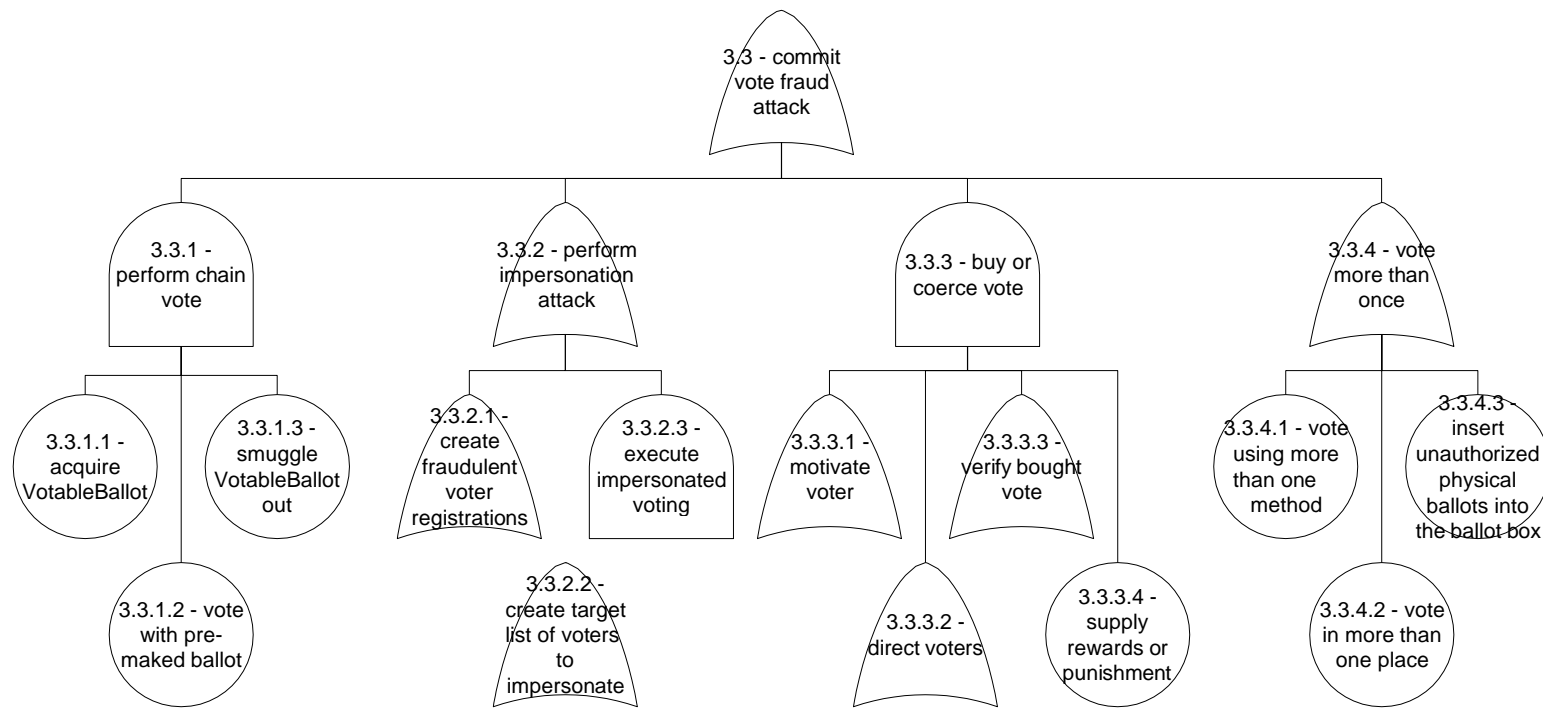 3.3 - commit
vote fraud
attack
3.3.1 -
perform chain
vote
3.3.2 - perform
impersonation
attack
3.3.3 - buy or
coerce vote
3.3.4 - vote
more than
once
3.3.1.1 -
acquire
VotableBallot
3.3.1.3 -
smuggle
VotableBallot
out
3.3.2.1 -
create
fraudulent
voter
registrations
3.3.2.3 -
execute
impersonated
voting
3.3.3.1 -
motivate
voter
3.3.3.3 -
verify bought
vote
3.3.4.1 - vote
using more
than one
method
3.3.4.3 -
insert
unauthorized
physical
ballots into
the ballot box
3.3.1.2 - vote
with pre-
maked ballot
3.3.2.2 -
create target
list of voters
to
impersonate
3.3.3.2 -
direct voters
3.3.3.4 -
supply
rewards or
punishment
3.3.4.2 - vote
in more than
one place